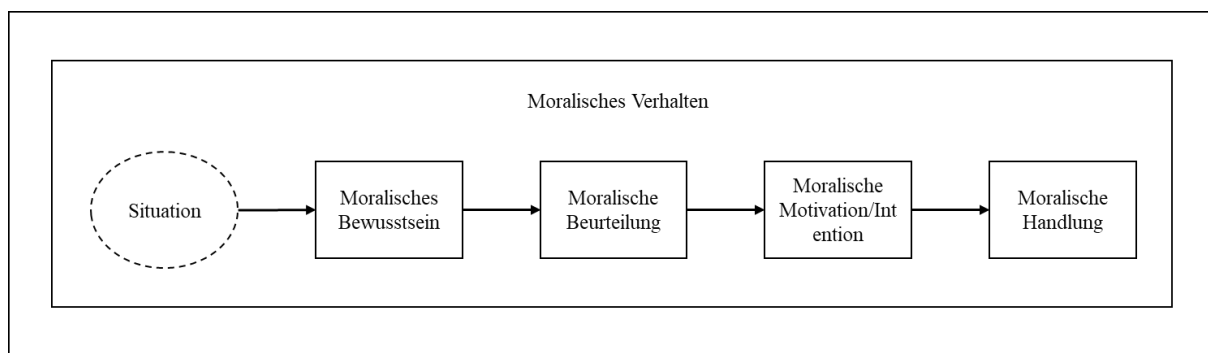 Moralisches Verhalten
Situation
Moralisches
Bewusstsein
Moralische
Beurteilung
Moralische
Motivation/Int
ention
Moralische
Handlung